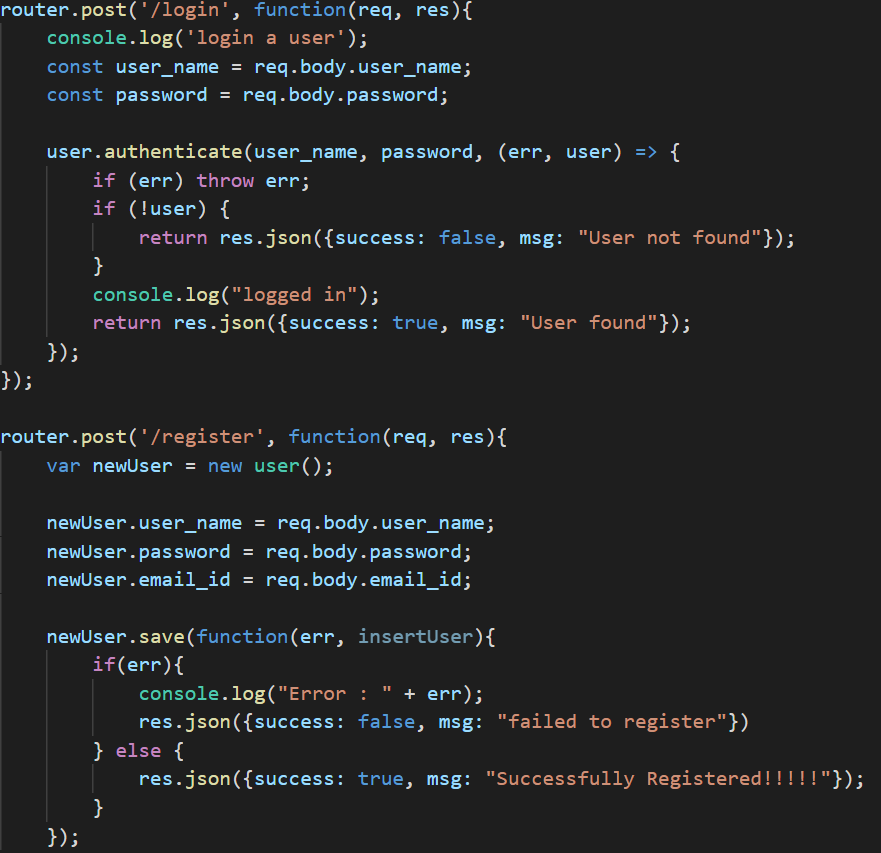 router.post('/login', function(req, res){
    console.log('login a user');
    const user_name = req.body.user_name;
    const password = req.body.password;

    user.authenticate(user_name, password, (err, user) => {
        if (err) throw err;
        if (!user) {
            return res.json({success: false, msg: "User not found"});
        }
        console.log("logged in");
        return res.json({success: true, msg: "User found"});
    });
});

router.post('/register', function(req, res){
    var newUser = new user();

    newUser.user_name = req.body.user_name;
    newUser.password = req.body.password;
    newUser.email_id = req.body.email_id;

    newUser.save(function(err, insertUser){
        if(err){
            console.log("Error : " + err);
            res.json({success: false, msg: "failed to register"})
        } else {
            res.json({success: true, msg: "Successfully Registered!!!!!"});
        }
    });